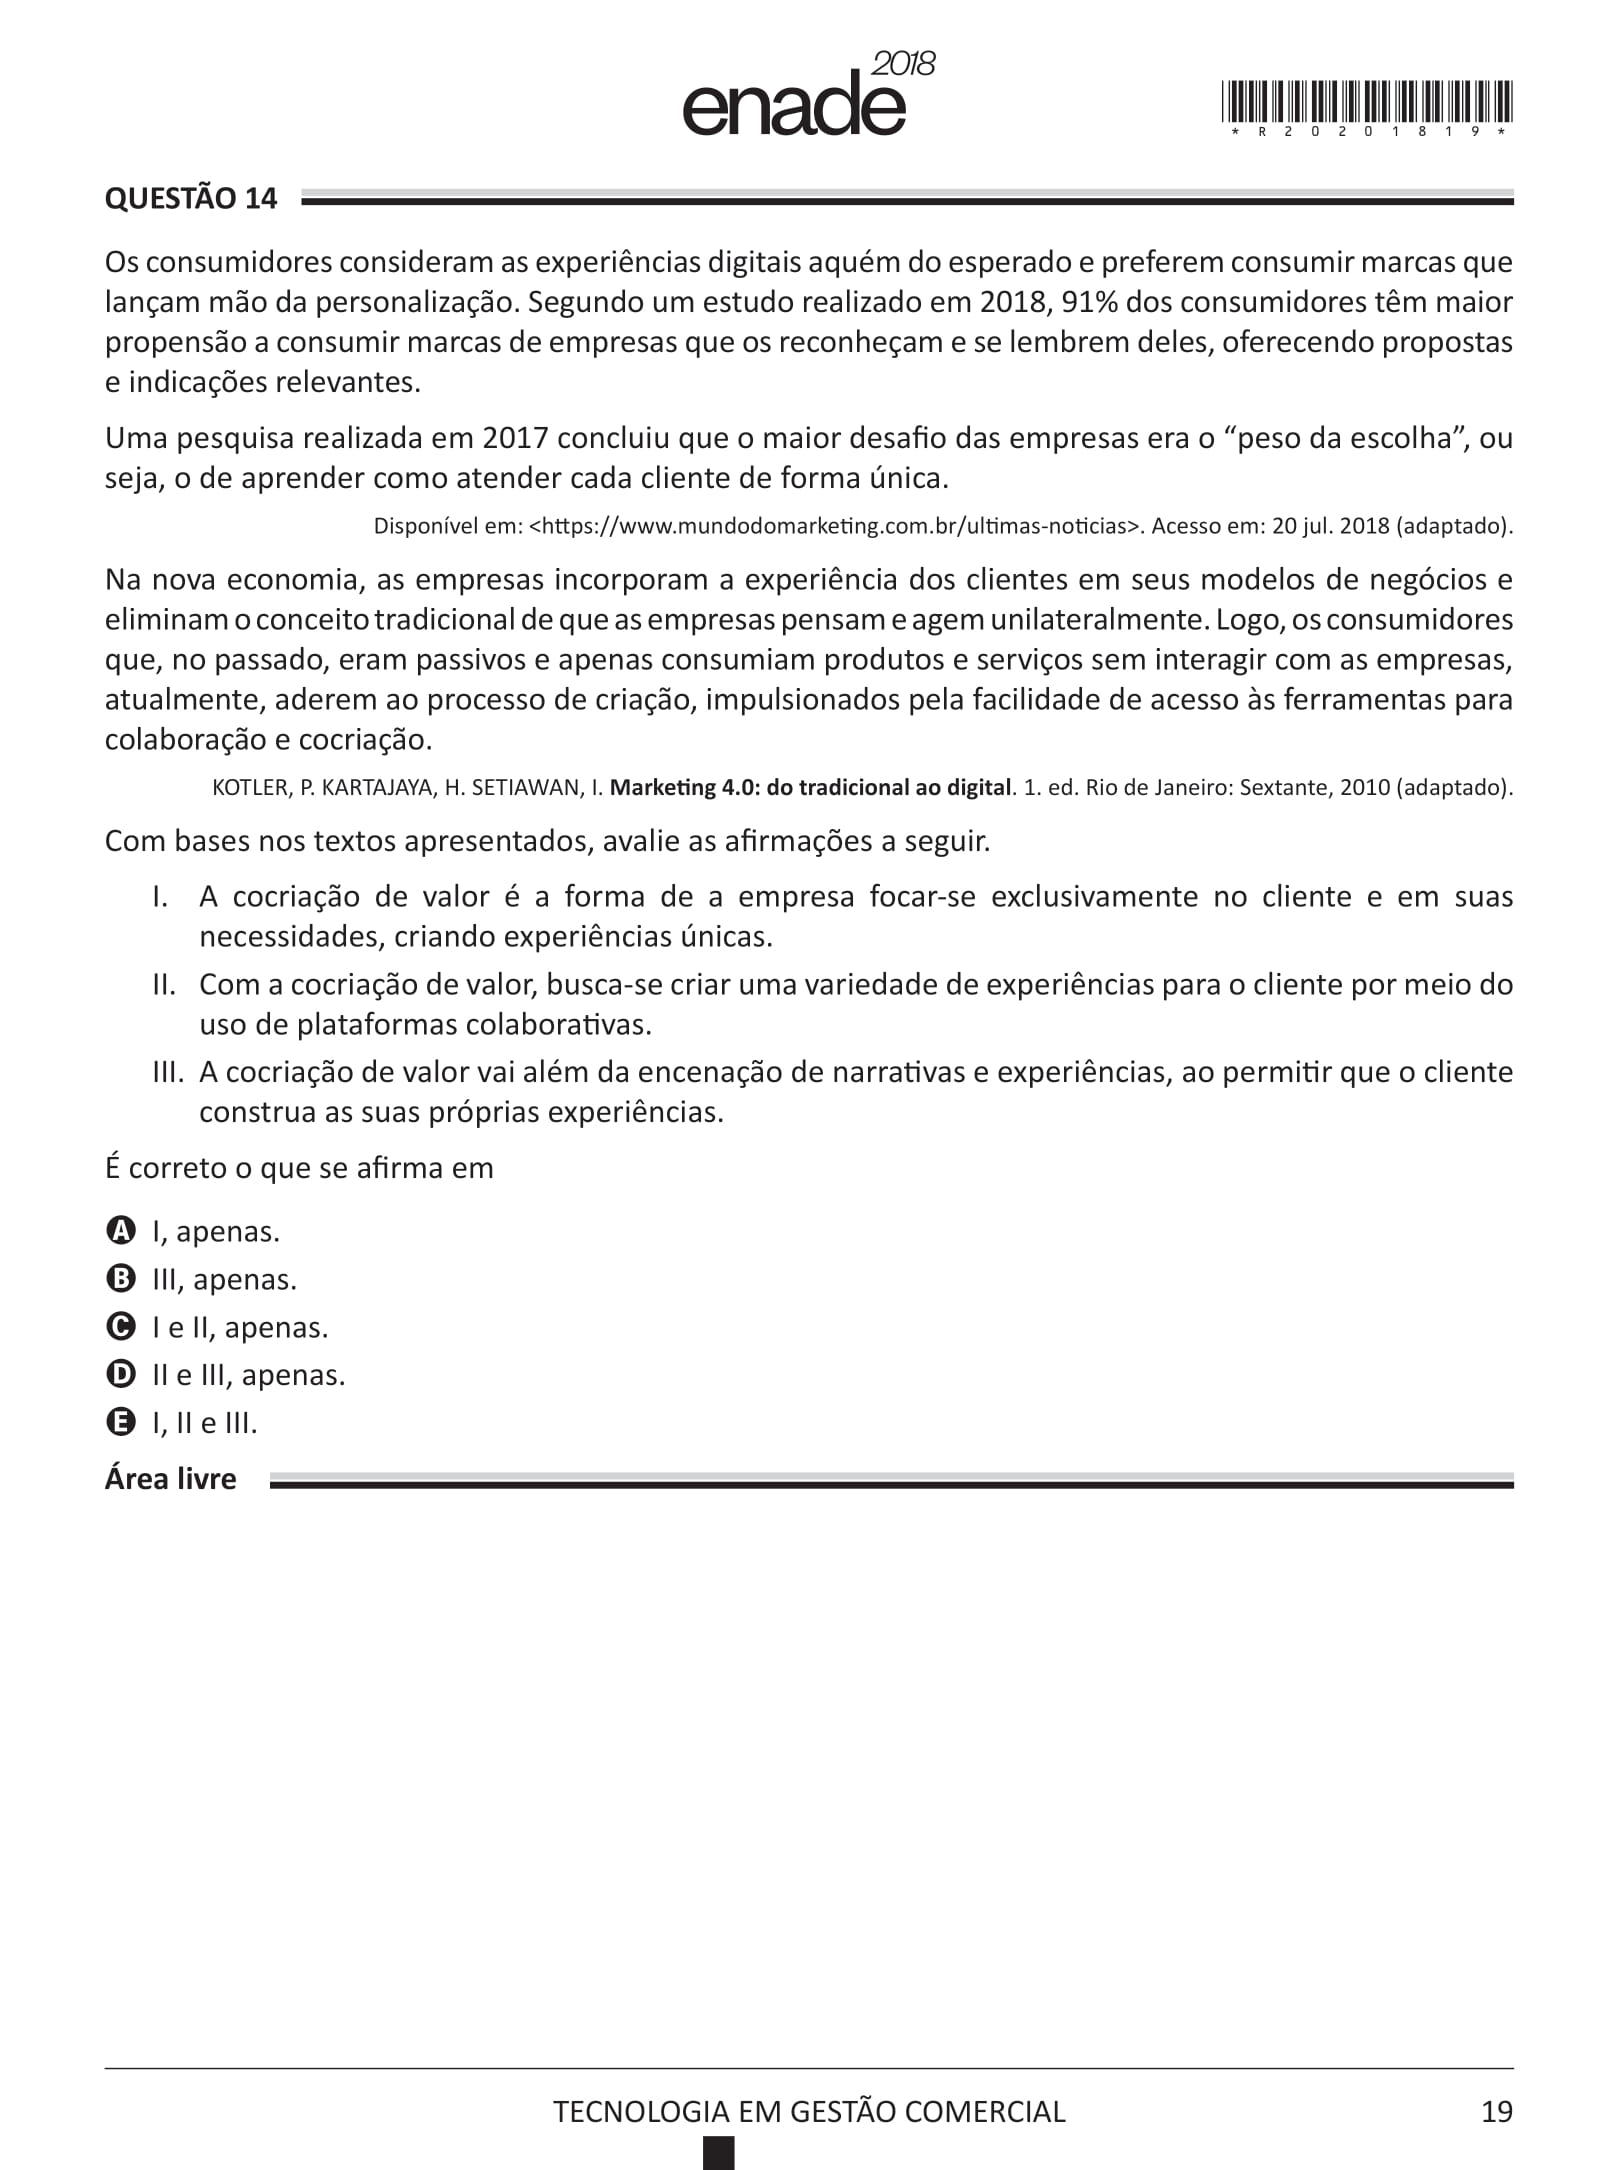 enade 2018
* R 2 0 2 0 1 8 1 9 *
QUESTÃO 14
Os consumidores consideram as experiências digitais aquém do esperado e preferem consumir marcas que
lançam mão da personalização. Segundo um estudo realizado em 2018, 91% dos consumidores têm maior
propensão a consumir marcas de empresas que os reconheçam e se lembrem deles, oferecendo propostas
e indicações relevantes.
Uma pesquisa realizada em 2017 concluiu que o maior desafio das empresas era o “peso da escolha”, ou
seja, o de aprender como atender cada cliente de forma única.
Disponível em: <https://www.mundodomarketing.com.br/ultimas-noticias>. Acesso em: 20 jul. 2018 (adaptado).
Na nova economia, as empresas incorporam a experiência dos clientes em seus modelos de negócios e
eliminam o conceito tradicional de que as empresas pensam e agem unilateralmente. Logo, os consumidores
que, no passado, eram passivos e apenas consumiam produtos e serviços sem interagir com as empresas,
atualmente, aderem ao processo de criação, impulsionados pela facilidade de acesso às ferramentas para
colaboração e cocriação.
KOTLER, P. KARTAJAYA, H. SETIAWAN, I. Marketing 4.0: do tradicional ao digital. 1. ed. Rio de Janeiro: Sextante, 2010 (adaptado).
Com bases nos textos apresentados, avalie as afirmações a seguir.
I. A cocriação de valor é a forma de a empresa focar-se exclusivamente no cliente e em suas
necessidades, criando experiências únicas.
II. Com a cocriação de valor, busca-se criar uma variedade de experiências para o cliente por meio do
uso de plataformas colaborativas.
III. A cocriação de valor vai além da encenação de narrativas e experiências, ao permitir que o cliente
construa as suas próprias experiências.
É correto o que se afirma em
A I, apenas.
B III, apenas.
C I e II, apenas.
D II e III, apenas.
E I, II e III.
Área livre
TECNOLOGIA EM GESTÃO COMERCIAL 19